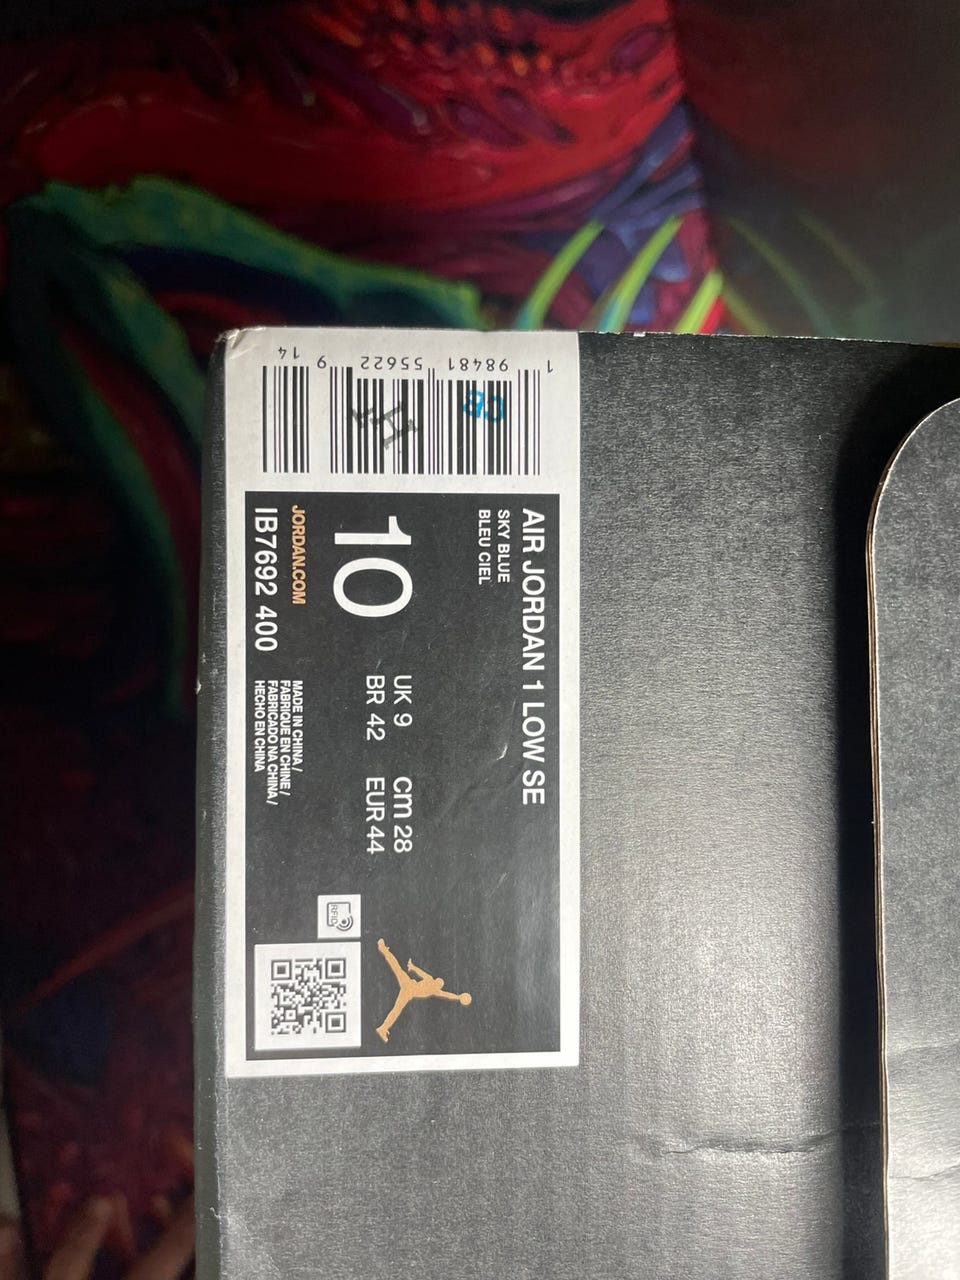 AIR JORDAN 1 LOW SE
SKY BLUE
BLEU CIEL
10
UK 9 cm 28
BR 42 EUR 44
JORDAN.COM
IB7692 400
MADE IN CHINA /
FABRIQUE EN CHINE /
FABRICADO NA CHINA /
HECHO EN CHINA
RFID
1 98481 55622 9 14